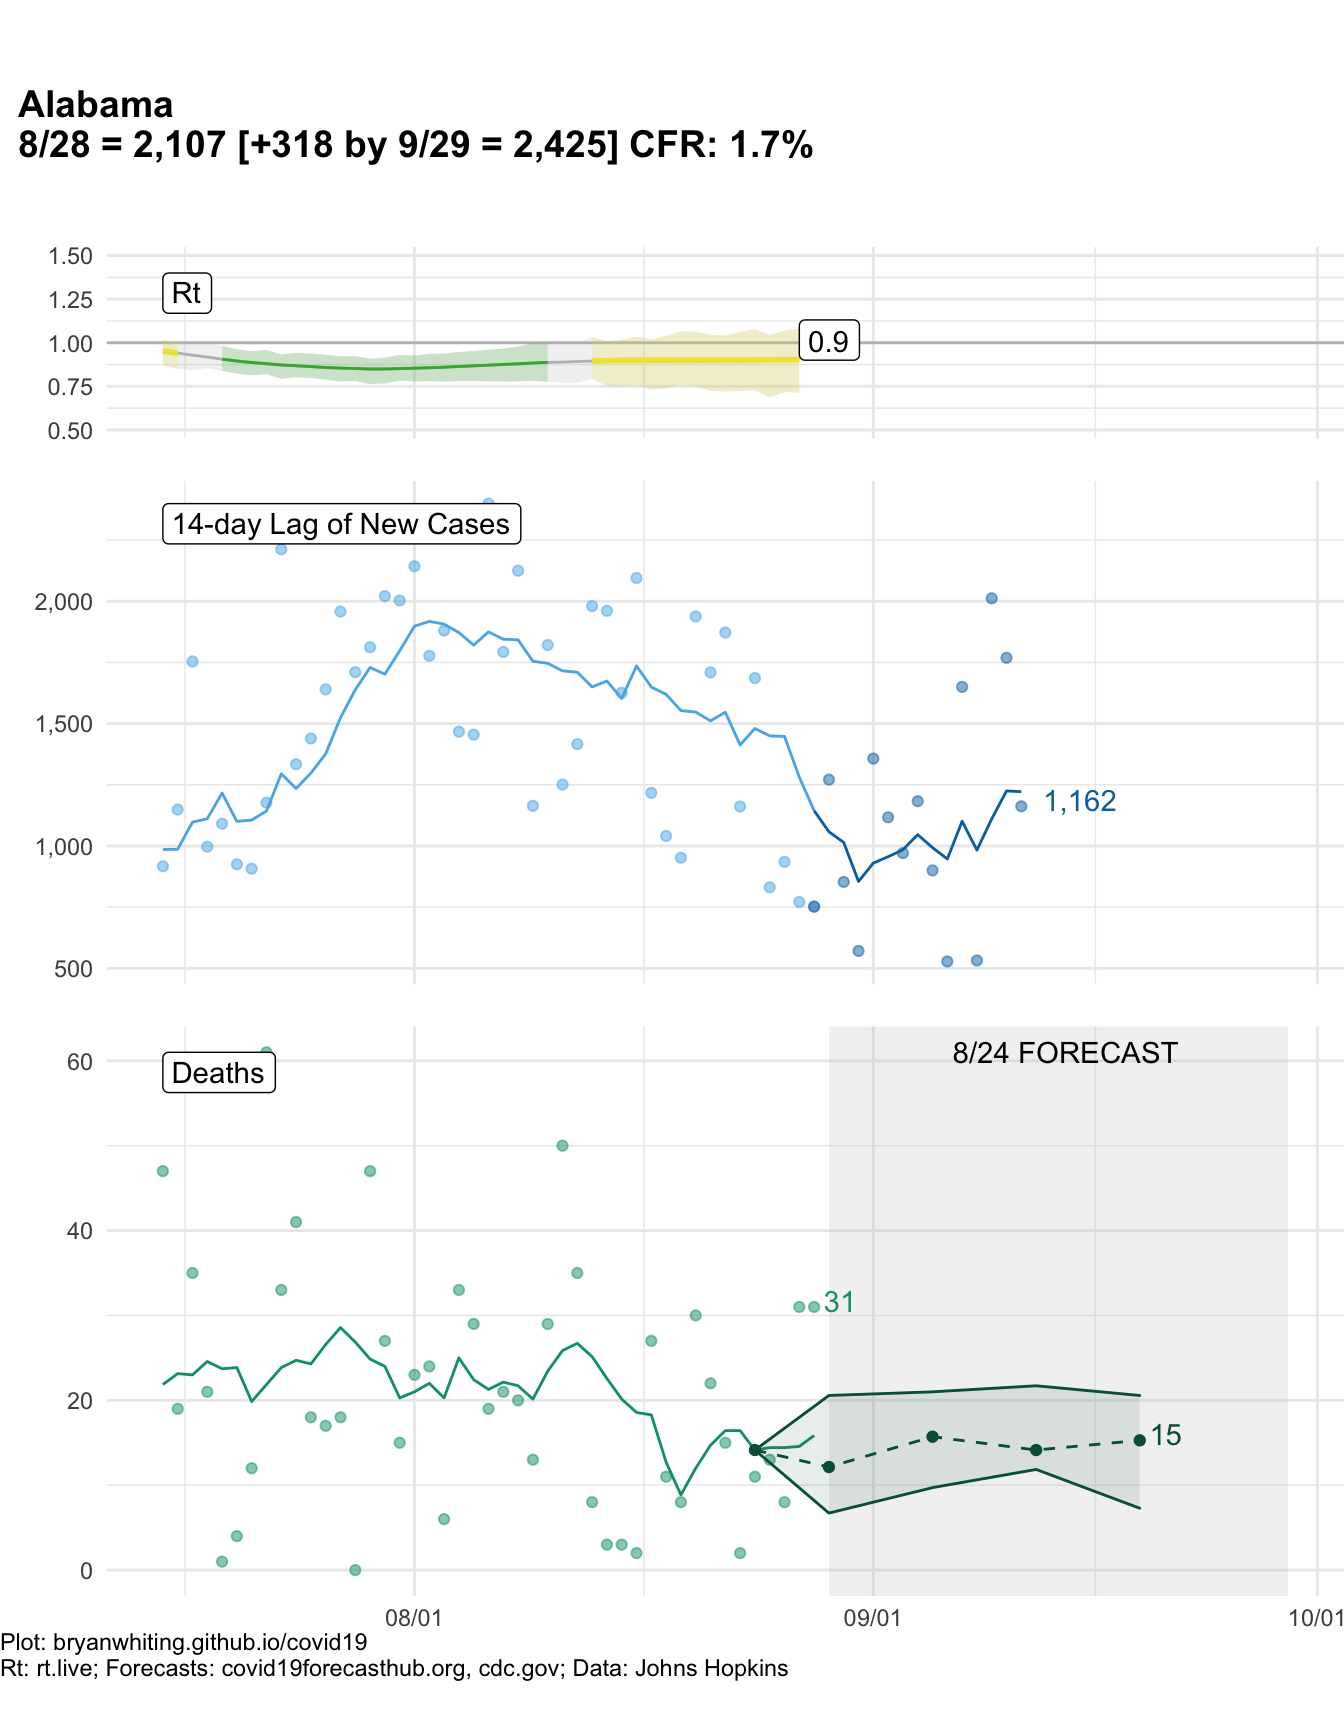 Alabama
8/28 = 2,107 [+318 by 9/29 = 2,425] CFR: 1.7%
1.50
Rt
1.25
1.00
0.9
0.75
0.50
14-day Lag of New Cases
2,000
1,500
1,162
1,000
500
8/24 FORECAST
60
Deaths
40
31
20
15
0
08/01
09/01
10/01
Plot: bryanwhiting.github.io/covid19
Rt: rt.live; Forecasts: covid19forecasthub.org, cdc.gov; Data: Johns Hopkins